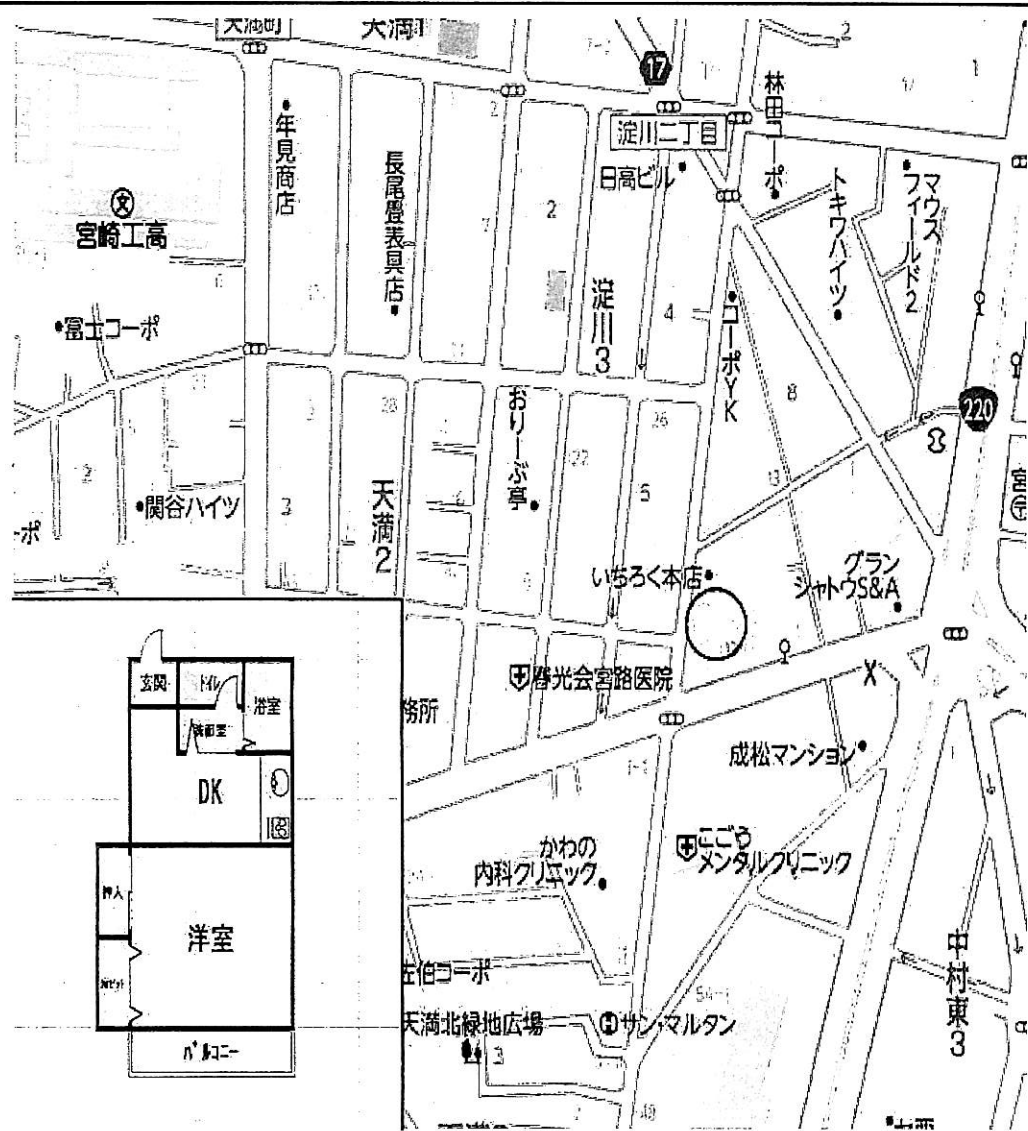 天満町
17
林田コーポ
淀川二丁目
日高ビル
年見商店
長尾畳表具店
トキワハイツ
マウス
フィールド2
宮崎工高
2
7
2
淀川3
4
富士コーポ
コーポYK
8
220
おりーぶ亭
26
28
22
3
2
関谷ハイツ
3
天満2
5
13
いちろく本店
グラン
シャトウS&A
春光会宮路医院
務所
成松マンション
X
かわの
内科クリニック
こごう
メンタルクリニック
佐伯コーポ
天満北緑地広場
3
サン・マルタン
中村東3
玄関
トイレ
浴室
洗面室
DK
押入
洋室
バルコニー